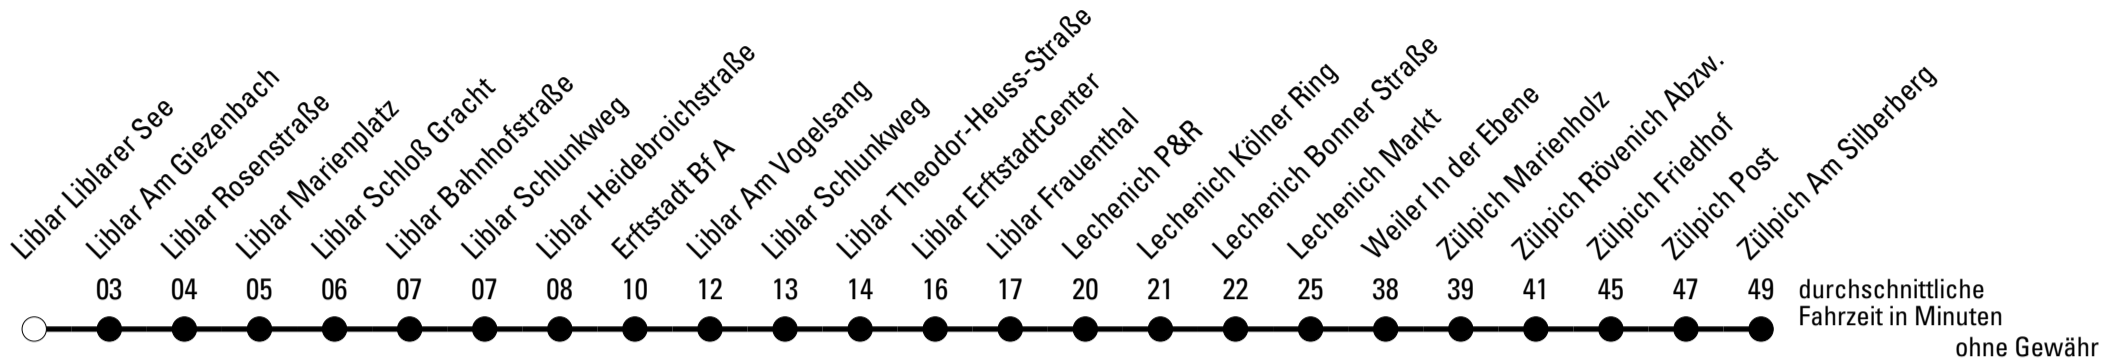 Liblar Liblarer See
Liblar Am Giezenbach
Liblar Rosenstraße
Liblar Marienplatz
Liblar Schloß Gracht
Liblar Bahnhofstraße
Liblar Schlunkweg
Liblar Heidebroichstraße
Erftstadt Bf A
Liblar Am Vogelsang
Liblar Schlunkweg
Liblar Theodor-Heuss-Straße
Liblar ErftstadtCenter
Liblar Frauenthal
Lechenich P&R
Lechenich Kölner Ring
Lechenich Bonner Straße
Lechenich Markt
Weiler In der Ebene
Zülpich Marienholz
Zülpich Rövenich Abzw.
Zülpich Friedhof
Zülpich Post
Zülpich Am Silberberg
03 04 05 06 07 07 08 10 12 13 14 16 17 20 21 22 25 38 39 41 45 47 49
durchschnittliche
Fahrzeit in Minuten
ohne Gewähr